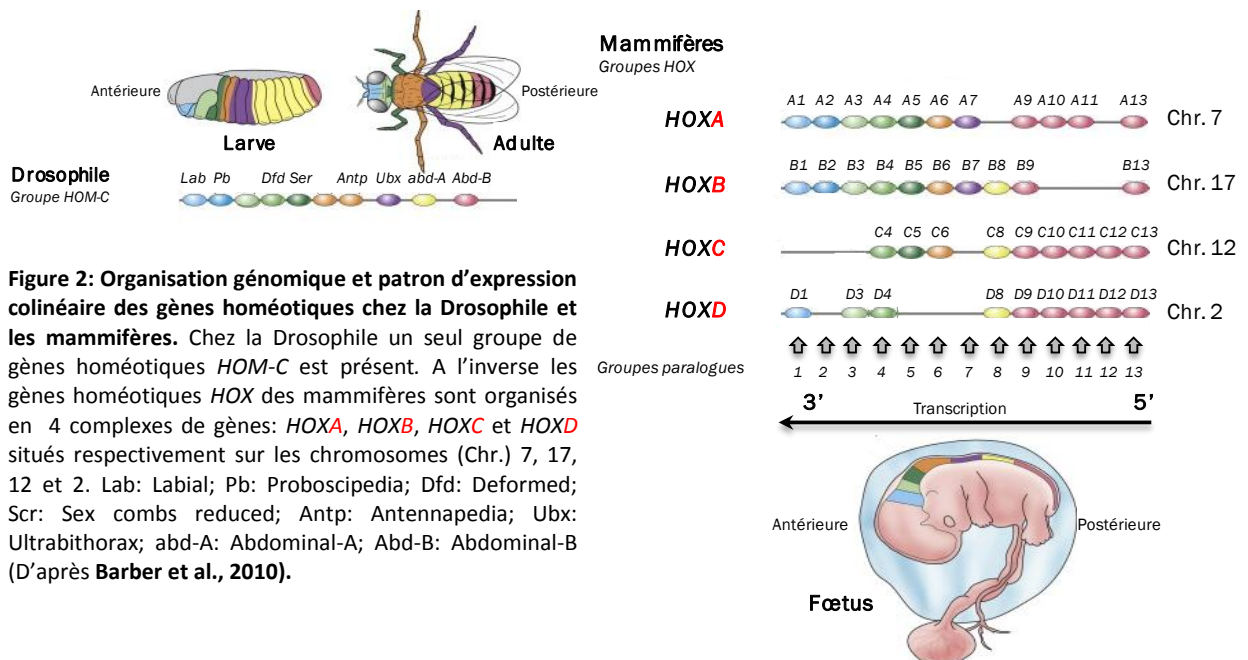 Antérieure
Postérieure
Larve
Adulte
Drosophile
Groupe HOM-C
Lab Pb Dfd Ser Antp Ubx abd-A Abd-B
Figure 2: Organisation génomique et patron d'expression
colinéaire des gènes homéotiques chez la Drosophile et
les mammifères. Chez la Drosophile un seul groupe de
gènes homéotiques HOM-C est présent. A l'inverse les
gènes homéotiques HOX des mammifères sont organisés
en 4 complexes de gènes: HOXA, HOXB, HOXC et HOXD
situés respectivement sur les chromosomes (Chr.) 7, 17,
12 et 2. Lab: Labial; Pb: Proboscipedia; Dfd: Deformed;
Scr: Sex combs reduced; Antp: Antennapedia; Ubx:
Ultrabithorax; abd-A: Abdominal-A; Abd-B: Abdominal-B
(D'après Barber et al., 2010).
Mammifères
Groupes HOX
A1 A2 A3 A4 A5 A6 A7 A9 A10 A11 A13
HOXA Chr. 7
B1 B2 B3 B4 B5 B6 B7 B8 B9 B13
HOXB Chr. 17
C4 C5 C6 C8 C9 C10 C11 C12 C13
HOXC Chr. 12
D1 D3 D4 D8 D9 D10 D11 D12 D13
HOXD Chr. 2
Groupes paralogues 1 2 3 4 5 6 7 8 9 10 11 12 13
3' Transcription 5'
Antérieure
Postérieure
Fœtus